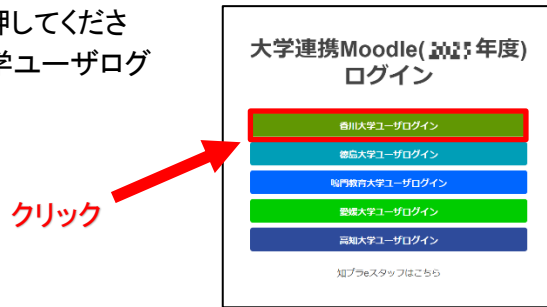 押してくださ
学ユーザログ
クリック
大学連携Moodle(2025年度)
ログイン
香川大学ユーザログイン
徳島大学ユーザログイン
鳴門教育大学ユーザログイン
愛媛大学ユーザログイン
高知大学ユーザログイン
知プラeスタッフはこちら